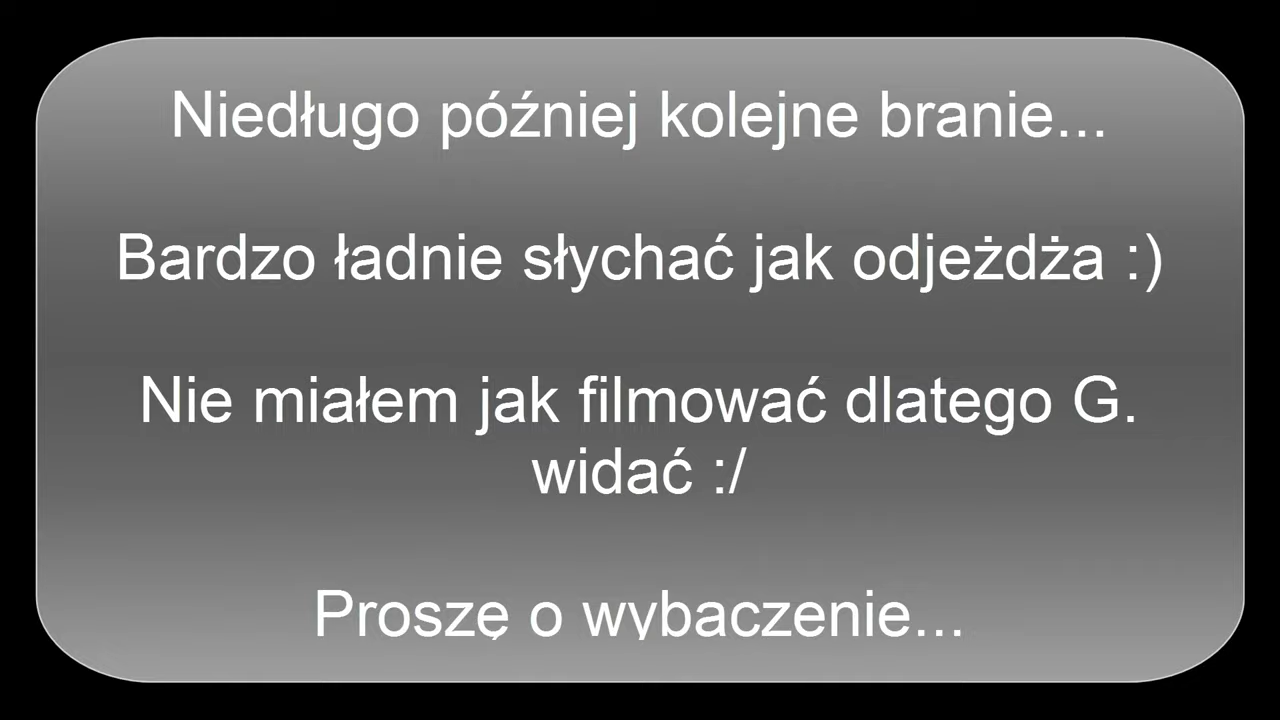 Niedługo później kolejne branie...
Bardzo ładnie słychać jak odjeżdża :)
Nie miałem jak filmować dlatego G.
widać :/
Proszę o wybaczenie...